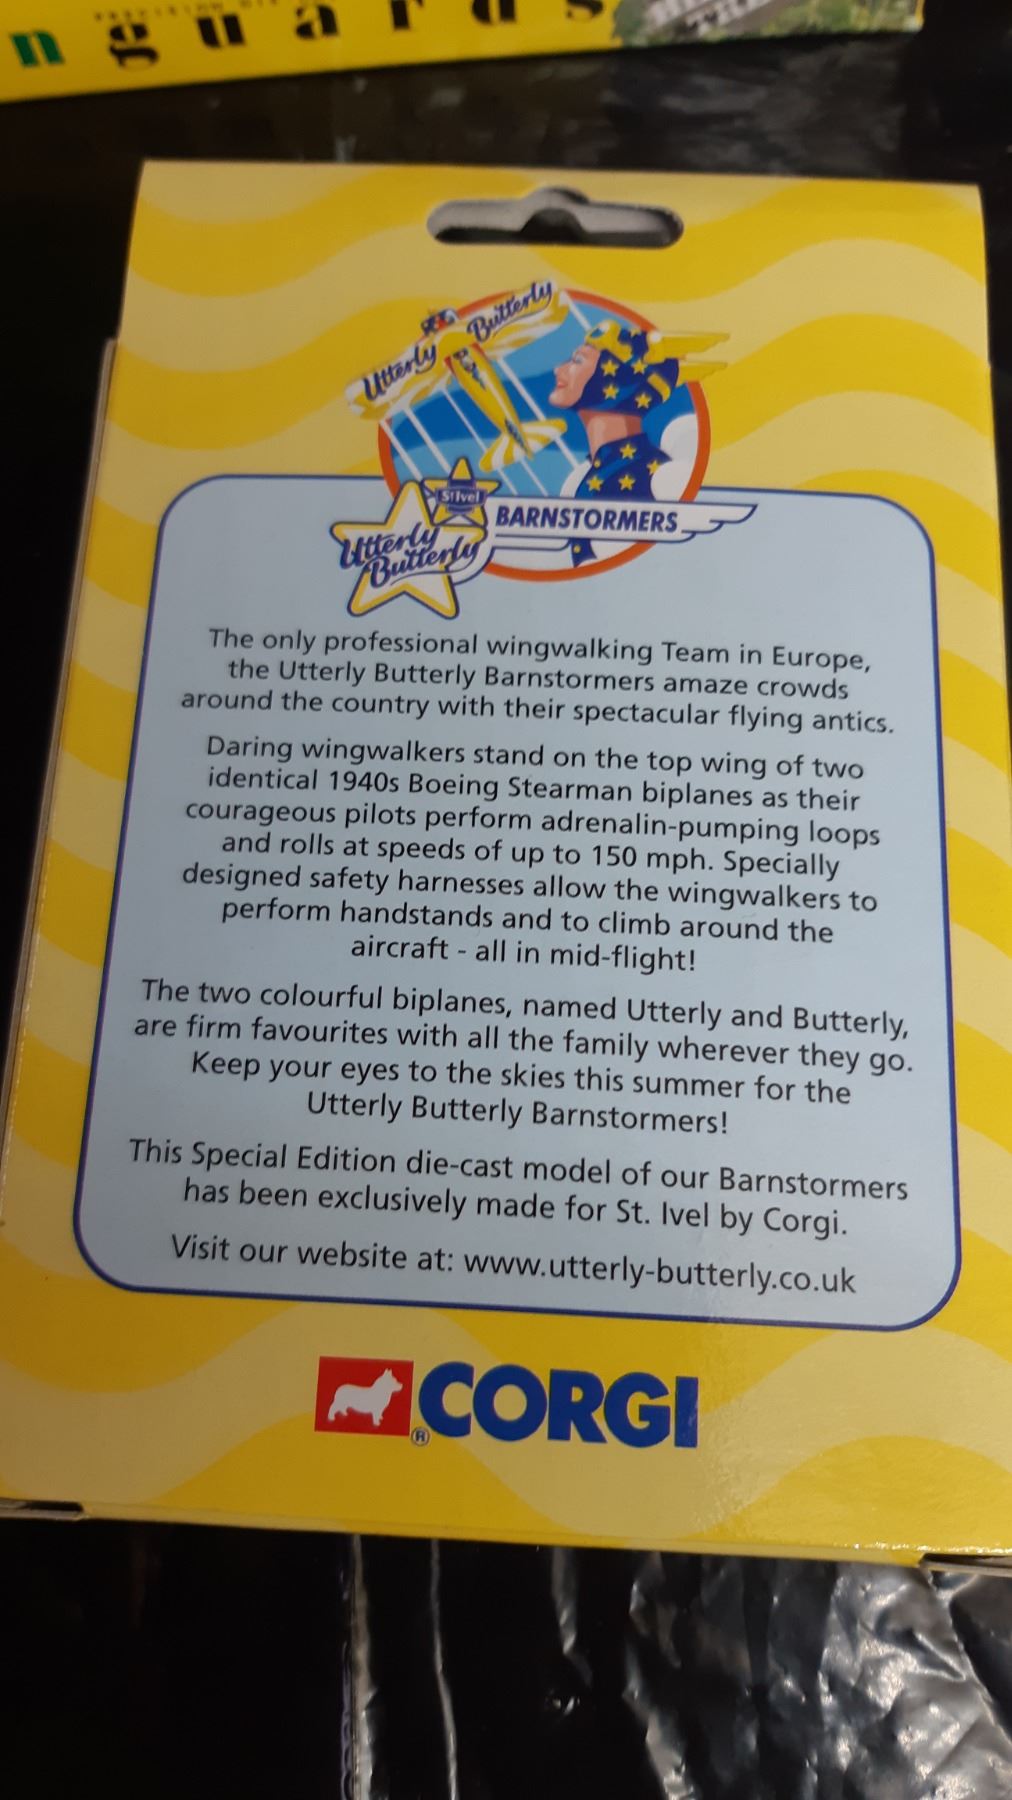 nguards
Utterly Butterly
St Ivel
Utterly
Butterly
BARNSTORMERS
The only professional wingwalking Team in Europe,
the Utterly Butterly Barnstormers amaze crowds
around the country with their spectacular flying antics.
Daring wingwalkers stand on the top wing of two
identical 1940s Boeing Stearman biplanes as their
courageous pilots perform adrenalin-pumping loops
and rolls at speeds of up to 150 mph. Specially
designed safety harnesses allow the wingwalkers to
perform handstands and to climb around the
aircraft - all in mid-flight!
The two colourful biplanes, named Utterly and Butterly,
are firm favourites with all the family wherever they go.
Keep your eyes to the skies this summer for the
Utterly Butterly Barnstormers!
This Special Edition die-cast model of our Barnstormers
has been exclusively made for St. Ivel by Corgi.
Visit our website at: www.utterly-butterly.co.uk
® CORGI